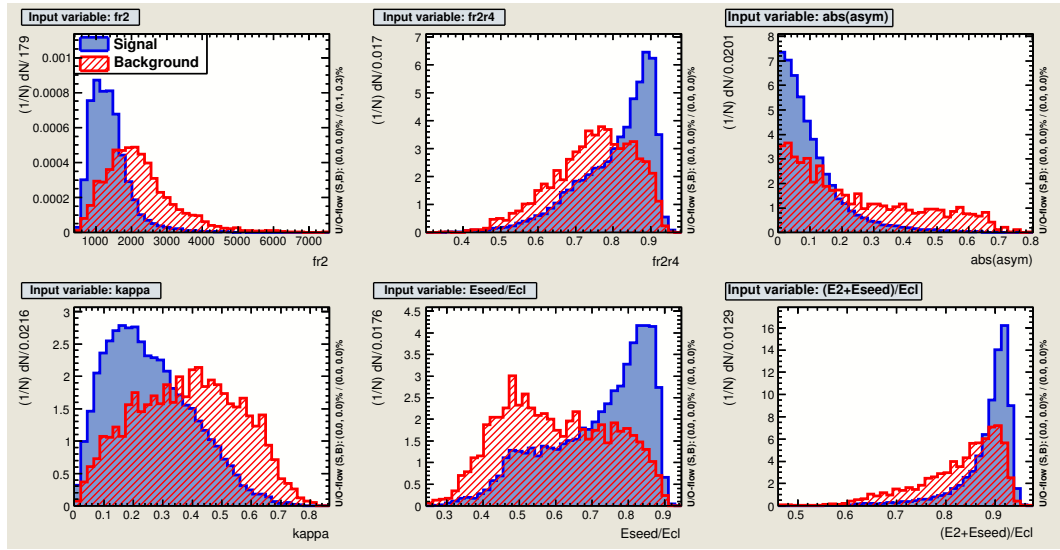 Input variable: fr2
(1/N) dN/179
0.001
0.0008
0.0006
0.0004
0.0002
0
Signal
Background
U/O-flow (S,B): (0.0, 0.0)% / (0.1, 0.3)%
1000 2000 3000 4000 5000 6000 7000
fr2
Input variable: fr2r4
(1/N) dN/0.017
7
6
5
4
3
2
1
0
U/O-flow (S,B): (0.0, 0.0)% / (0.0, 0.0)%
0.4 0.5 0.6 0.7 0.8 0.9
fr2r4
Input variable: abs(asym)
(1/N) dN/0.0201
8
7
6
5
4
3
2
1
0
U/O-flow (S,B): (0.0, 0.0)% / (0.0, 0.0)%
0 0.1 0.2 0.3 0.4 0.5 0.6 0.7 0.8
abs(asym)
Input variable: kappa
(1/N) dN/0.0216
3
2.5
2
1.5
1
0.5
0
U/O-flow (S,B): (0.0, 0.0)% / (0.0, 0.0)%
0 0.1 0.2 0.3 0.4 0.5 0.6 0.7 0.8
kappa
Input variable: Eseed/Ecl
(1/N) dN/0.0176
4.5
4
3.5
3
2.5
2
1.5
1
0.5
0
U/O-flow (S,B): (0.0, 0.0)% / (0.0, 0.0)%
0.3 0.4 0.5 0.6 0.7 0.8 0.9
Eseed/Ecl
Input variable: (E2+Eseed)/Ecl
(1/N) dN/0.0129
16
14
12
10
8
6
4
2
0
U/O-flow (S,B): (0.0, 0.0)% / (0.0, 0.0)%
0.5 0.6 0.7 0.8 0.9
(E2+Eseed)/Ecl